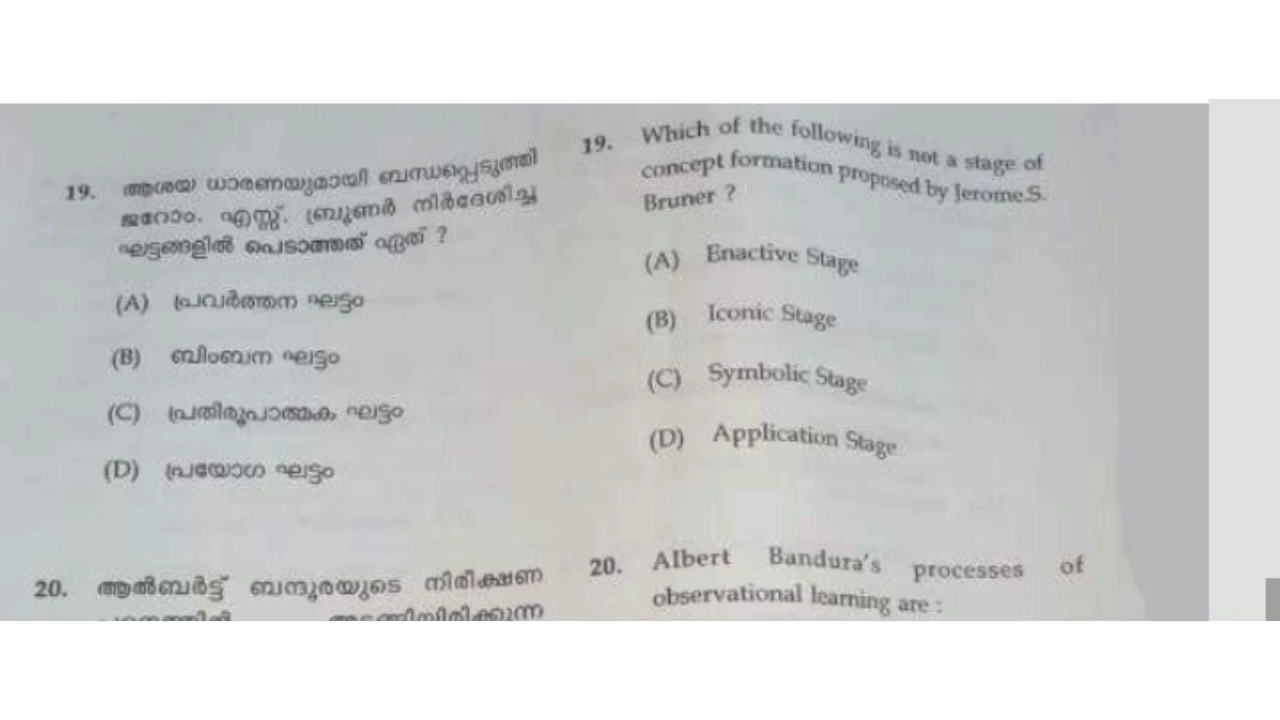 19. ആശയ ധാരണയുമായി ബന്ധപ്പെടുത്തി
ജറോം. എസ്സ്. ബ്രൂണർ നിർദേശിച്ച
ഘട്ടങ്ങളിൽ പെടാത്തത് ഏത് ?
(A) പ്രവർത്തന ഘട്ടം
(B) ബിംബന ഘട്ടം
(C) പ്രതിരൂപാത്മക ഘട്ടം
(D) പ്രയോഗ ഘട്ടം
20. ആൽബർട്ട് ബന്ദൂരയുടെ നിരീക്ഷണ
19. Which of the following is not a stage of
concept formation proposed by Jerome.S.
Bruner ?
(A) Enactive Stage
(B) Iconic Stage
(C) Symbolic Stage
(D) Application Stage
20. Albert Bandura's processes of
observational learning are :